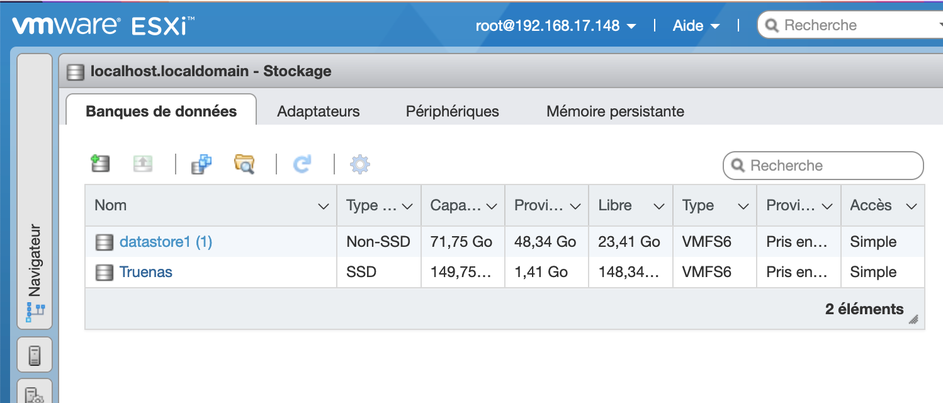 vmware® ESXi™
root@192.168.17.148 | Aide | Recherche
localhost.localdomain - Stockage
Banques de données Adaptateurs Périphériques Mémoire persistante
Recherche
Nom Type ... Capa... Provi... Libre Type Provi... Accès
datastore1 (1) Non-SSD 71,75 Go 48,34 Go 23,41 Go VMFS6 Pris en... Simple
Truenas SSD 149,75... 1,41 Go 148,34... VMFS6 Pris en... Simple
2 éléments
Navigateur